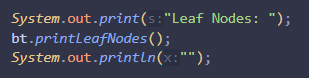 System.out.print(s:"Leaf Nodes: ");
bt.printLeafNodes();
System.out.println(x:"");